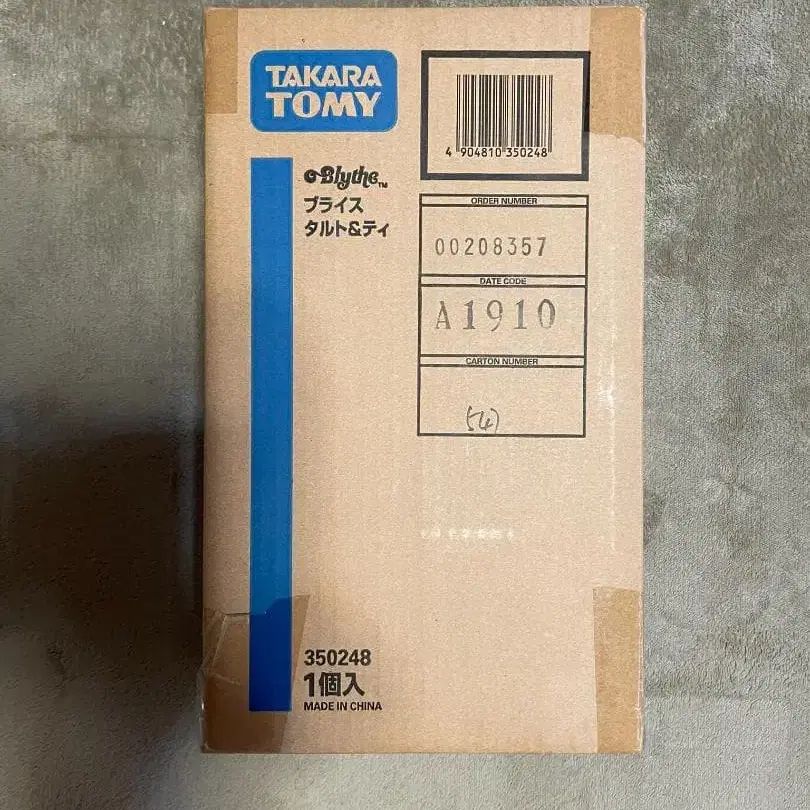 TAKARA
TOMY
4 904810 350248
Blythe™
ブライス
タルト&ティ
ORDER NUMBER
00208357
DATE CODE
A1910
CARTON NUMBER
350248
1個入
MADE IN CHINA